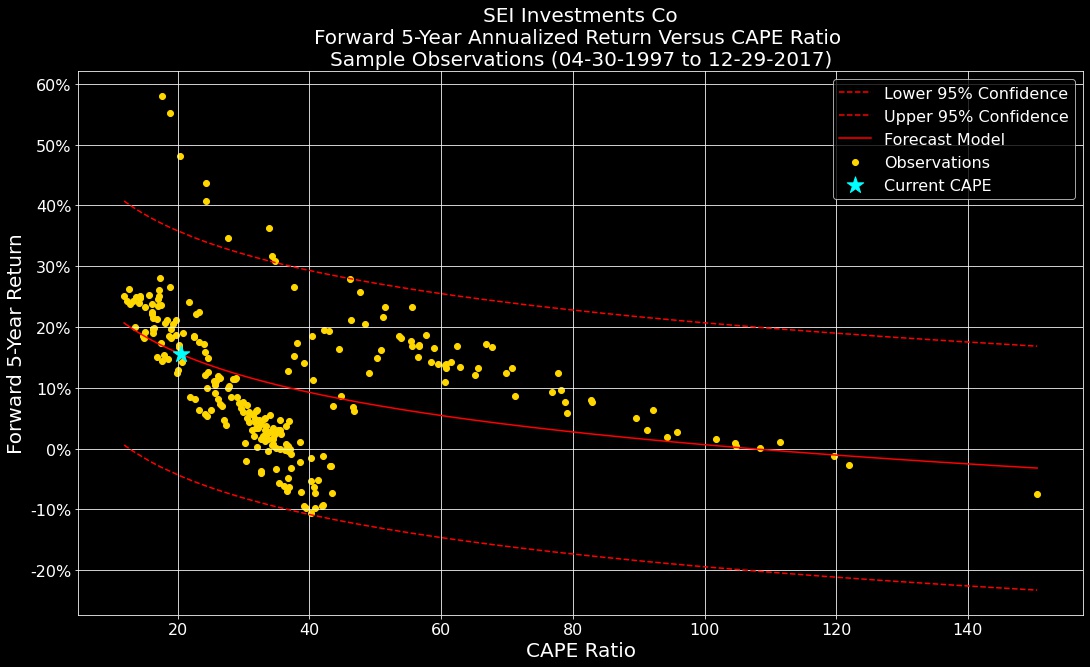 SEI Investments Co
Forward 5-Year Annualized Return Versus CAPE Ratio
Sample Observations (04-30-1997 to 12-29-2017)
Lower 95% Confidence
Upper 95% Confidence
Forecast Model
Observations
Current CAPE
Forward 5-Year Return
60%
50%
40%
30%
20%
10%
0%
-10%
-20%
20 40 60 80 100 120 140
CAPE Ratio